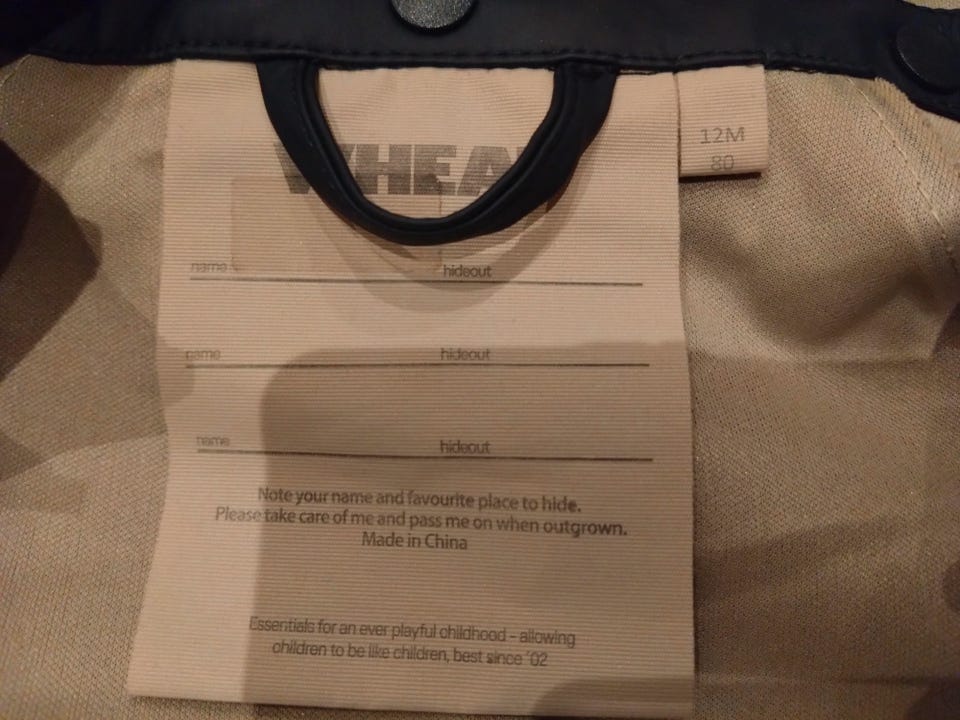 WHEAT
12M
80
name hideout
name hideout
name hideout
Note your name and favourite place to hide.
Please take care of me and pass me on when outgrown.
Made in China
Essentials for an ever playful childhood – allowing
children to be like children, best since '02